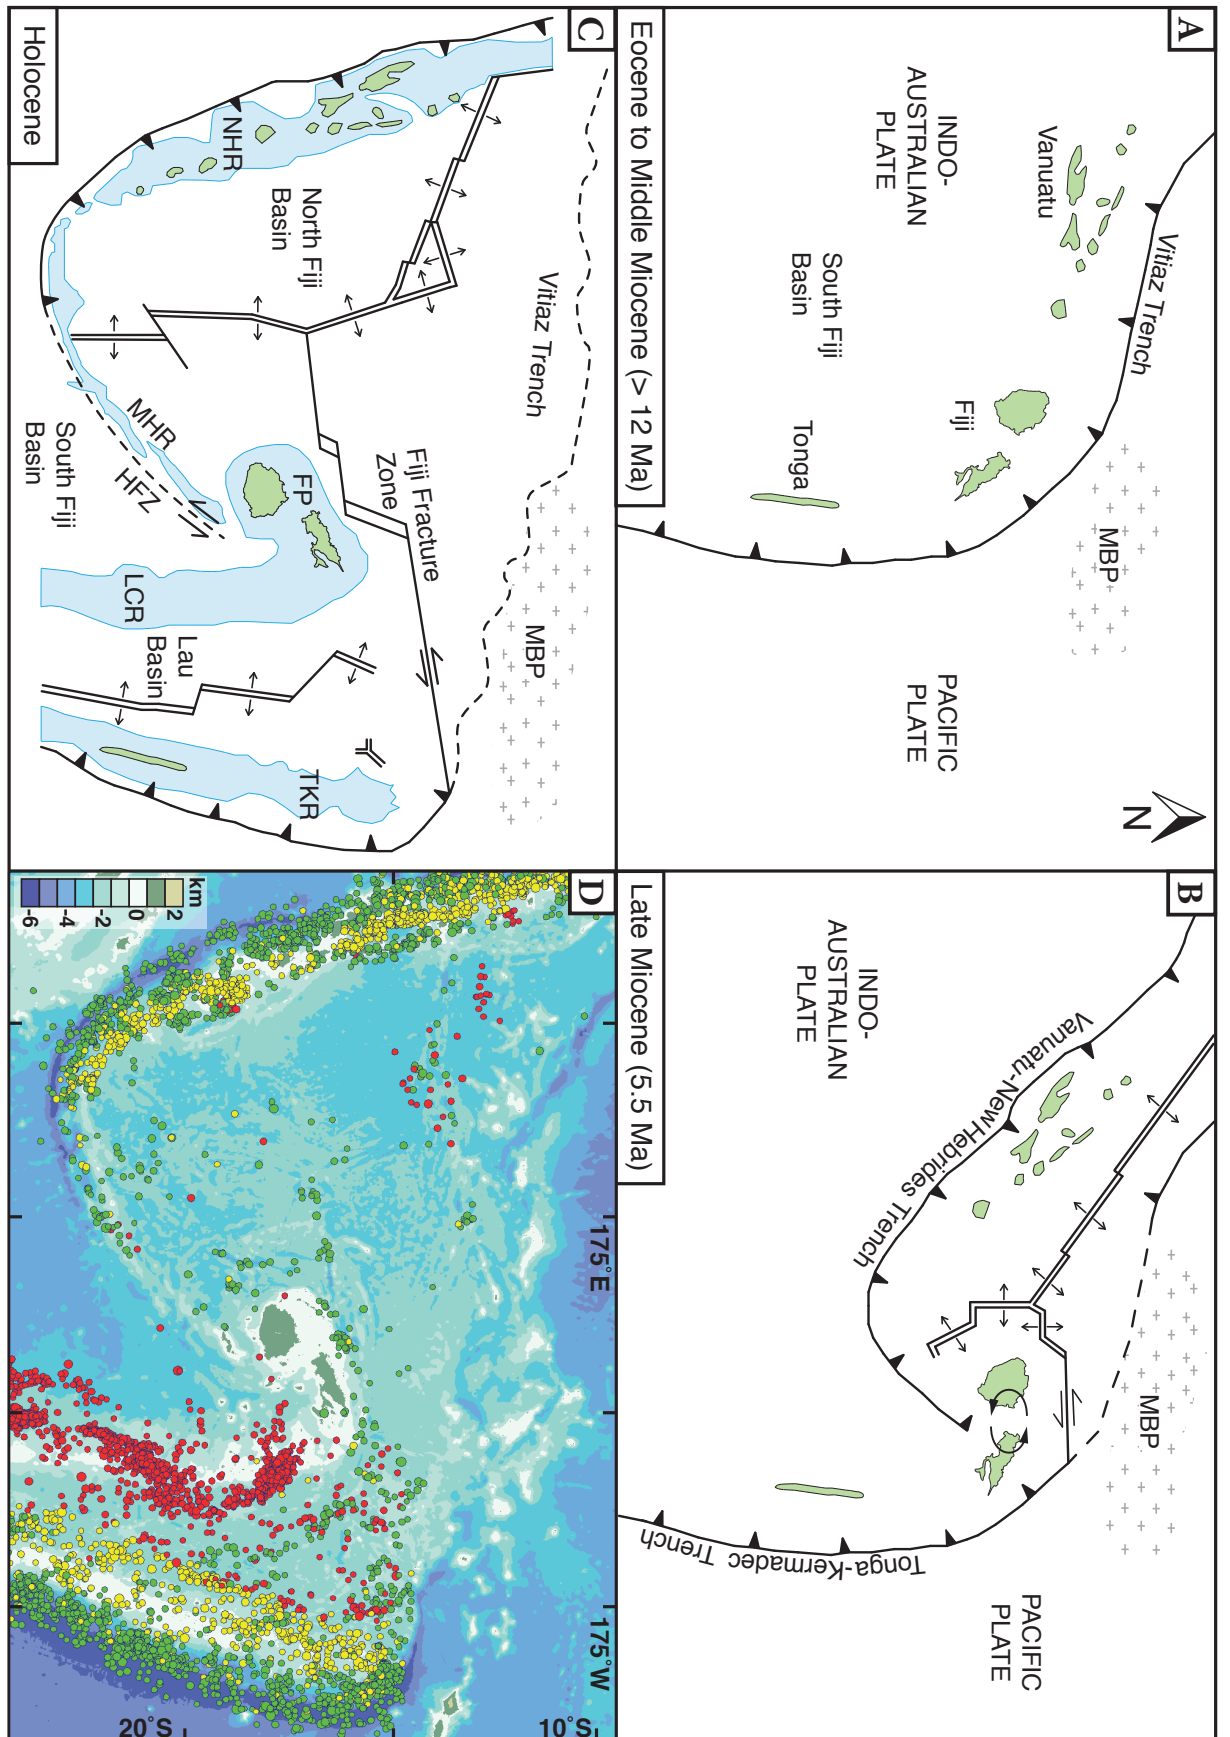 A
Vitiaz Trench
MBP
Vanuatu
INDO-
AUSTRALIAN
PLATE
PACIFIC
PLATE
N
Fiji
South Fiji
Basin
Tonga
Eocene to Middle Miocene (> 12 Ma)
B
MBP
Vanuatu-New Hebrides Trench
INDO-
AUSTRALIAN
PLATE
PACIFIC
PLATE
Tonga-Kermadec Trench
Late Miocene (5.5 Ma)
C
Vitiaz Trench
MBP
Fiji Fracture
Zone
NHR
North Fiji
Basin
FP
TKR
MHR
HFZ
LCR
Lau
Basin
South Fiji
Basin
Holocene
D
10°S
175°E
175°W
20°S
km
2
0
-2
-4
-6